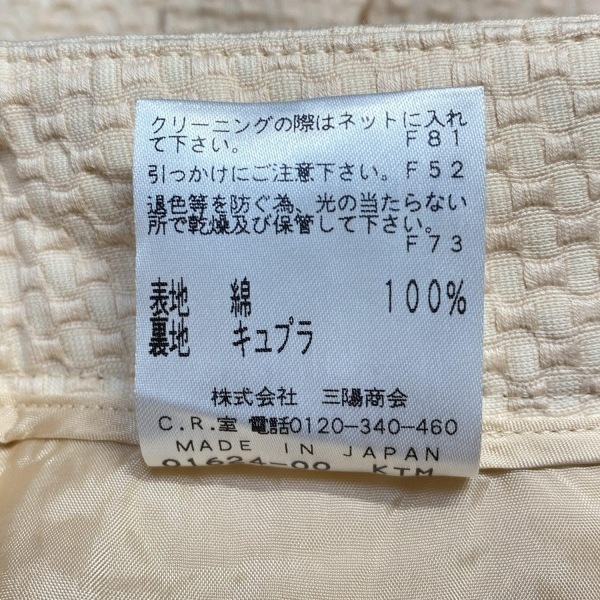 クリーニングの際はネットに入れ
て下さい。 F81
引っかけにご注意下さい。F52
退色等を防ぐ為、光の当たらない
所で乾燥及び保管して下さい。
F73
表地 綿 100%
裏地 キュプラ
株式会社 三陽商会
C.R.室 電話0120-340-460
MADE IN JAPAN
01624-00 KTM